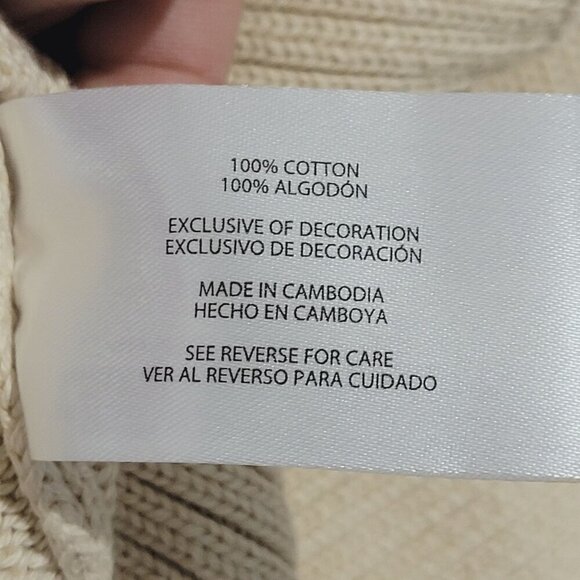 100% COTTON
100% ALGODÓN
EXCLUSIVE OF DECORATION
EXCLUSIVO DE DECORACIÓN
MADE IN CAMBODIA
HECHO EN CAMBOYA
SEE REVERSE FOR CARE
VER AL REVERSO PARA CUIDADO